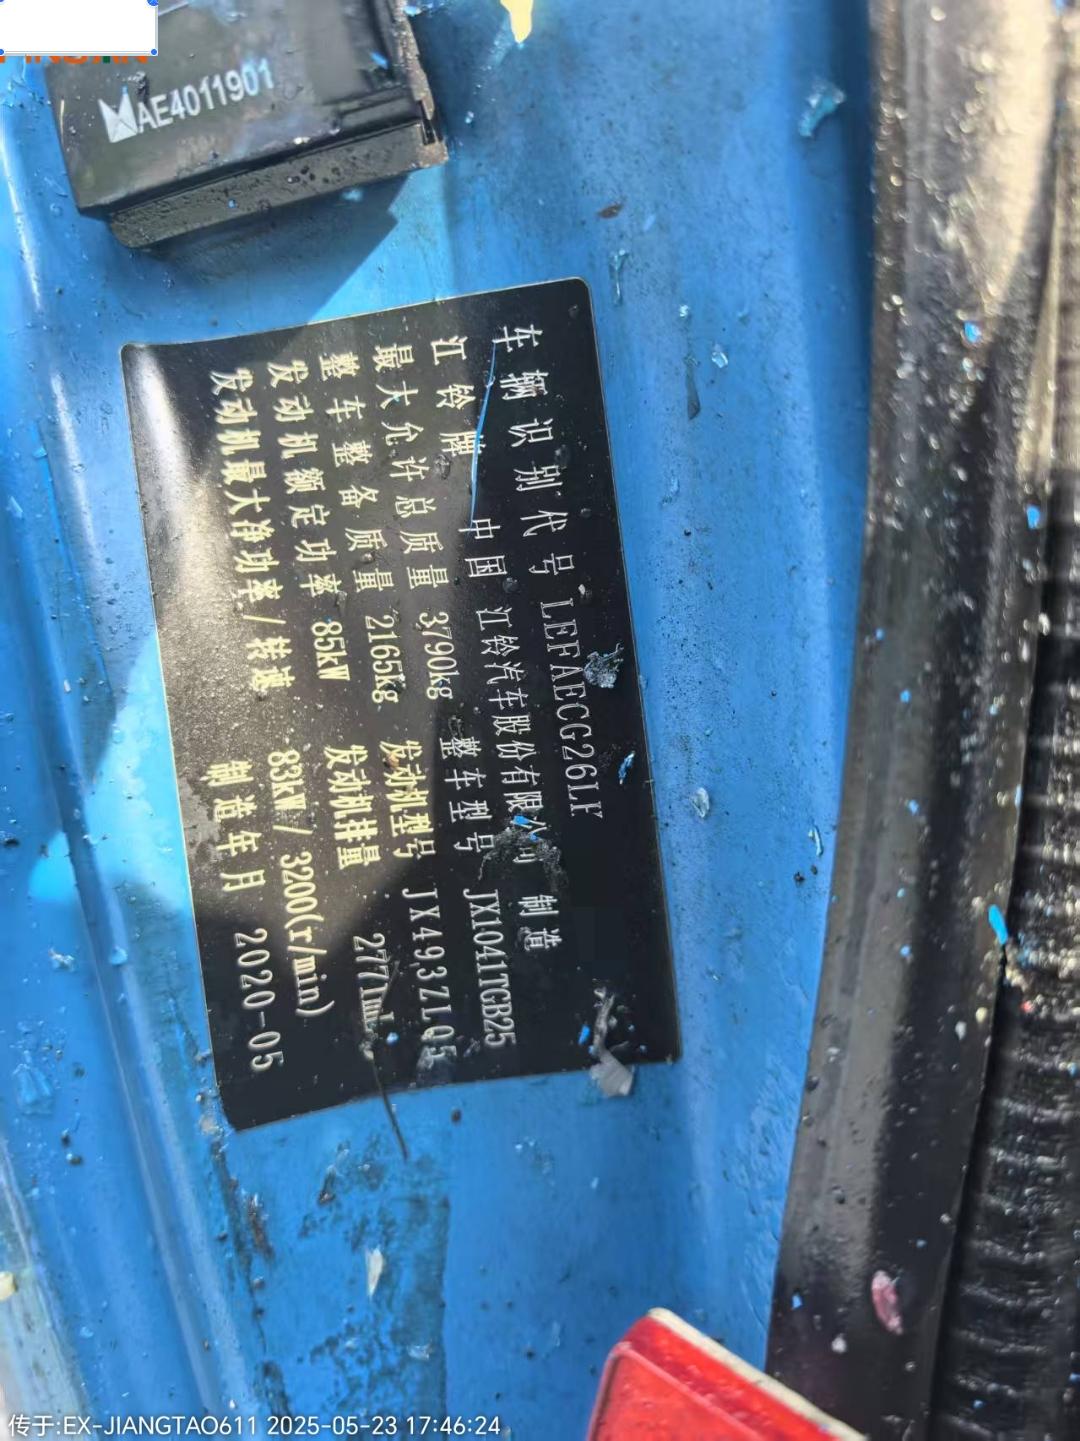 AE4011901
车辆识别代号 LEFAECG26LH
江铃牌 中国 江铃汽车股份有限公司 制造
最大允许总质量 3790kg 整车型号 JX1041TGB25
整车整备质量 2165kg 发动机型号 JX493ZL05
发动机额定功率 85kW 发动机排量 2771mL
发动机最大净功率/转速 83kW/3200(r/min)
制造年月 2020-05
传于:EX-JIANGTAO611 2025-05-23 17:46:24